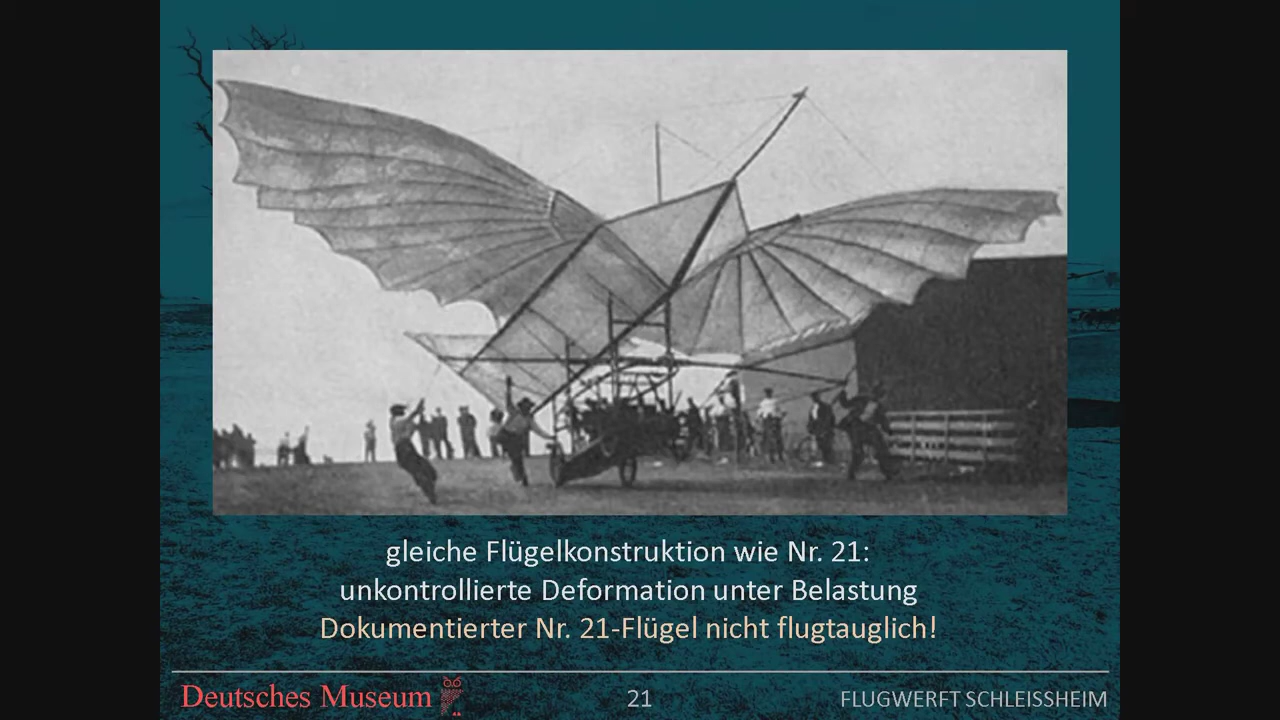 gleiche Flügelkonstruktion wie Nr. 21:
unkontrollierte Deformation unter Belastung
Dokumentierter Nr. 21-Flügel nicht flugtauglich!
Deutsches Museum
21
FLUGWERFT SCHLEISSHEIM